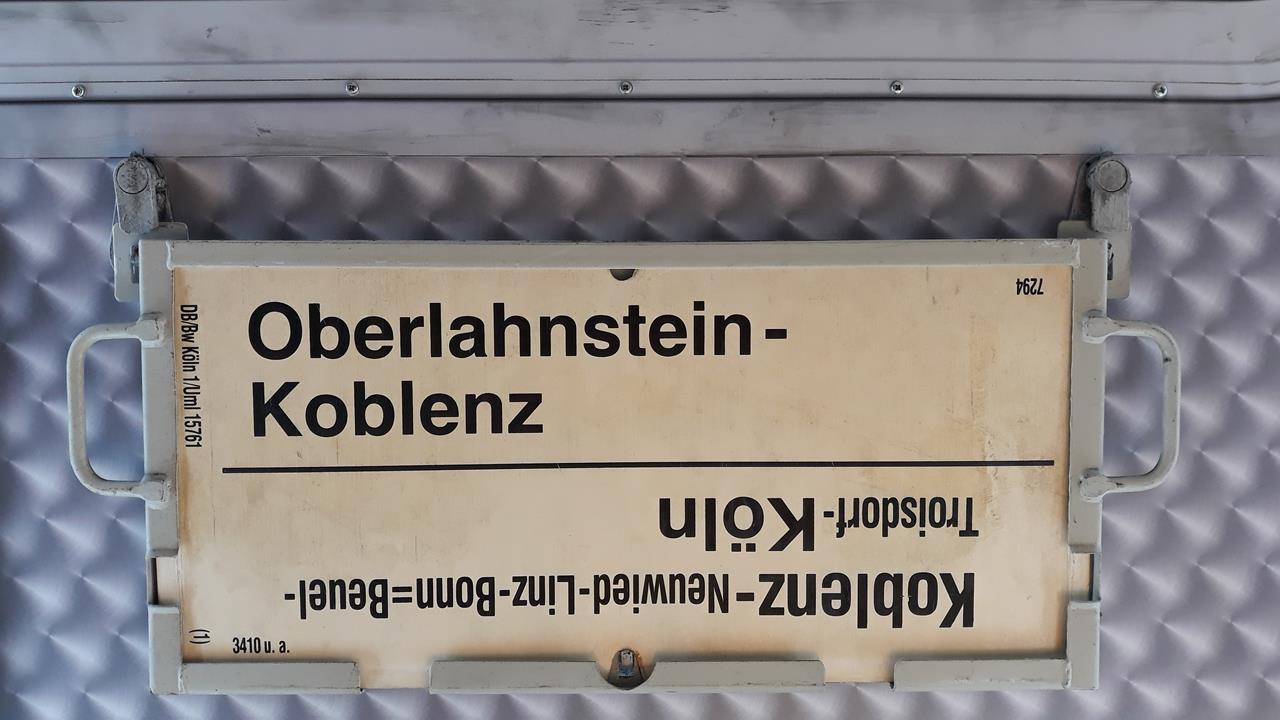 Oberlahnstein-
Koblenz
DB/Bw Köln 1/Uml 15761
3410 u. a.
Koblenz-Neuwied-Linz-Bonn=Beuel-
Troisdorf-Köln
7294
(1)